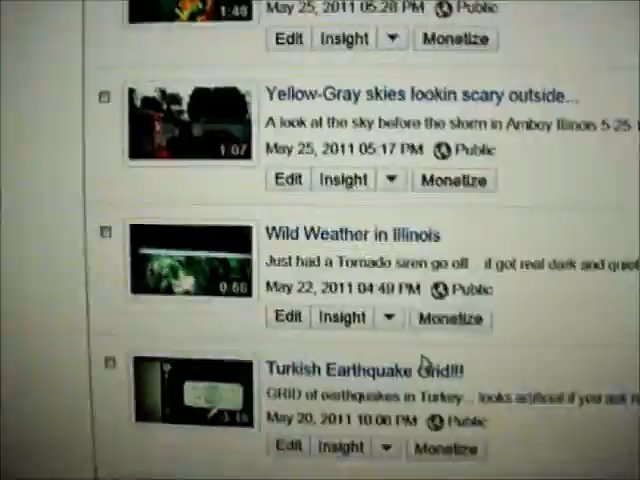 1:48
May 25, 2011 05:28 PM Public
Edit Insight Monetize
Yellow-Gray skies lookin scary outside...
A look at the sky before the storm in Amboy Illinois 5-25
1:07
May 25, 2011 05:17 PM Public
Edit Insight Monetize
Wild Weather in Illinois
Just had a Tornado siren go off it got real dark and quet
May 22, 2011 04:49 PM Public
Edit Insight Monetize
Turkish Earthquake Grid!!!
GRID of earthquakes in Turkey... looks artificial if you ask
May 20, 2011 10:06 PM Public
Edit Insight Monetize